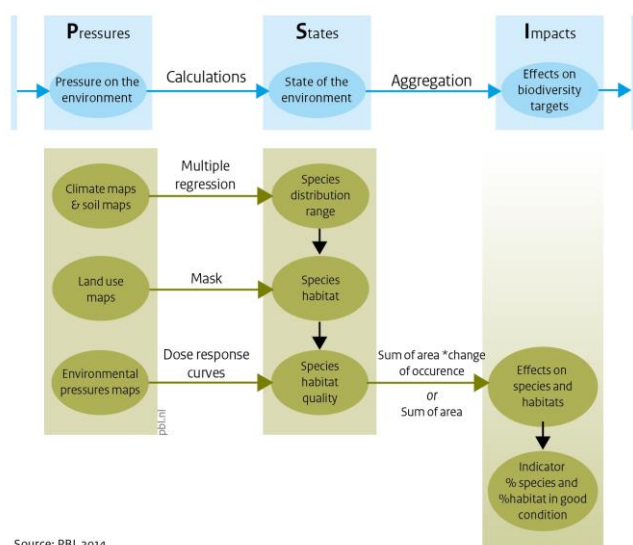 Pressures
States
Impacts
Pressure on the
environment
Calculations
State of the
environment
Aggregation
Effects on
biodiversity
targets
Climate maps
& soil maps
Multiple
regression
Species
distribution
range
Land use
maps
Mask
Species
habitat
Environmental
pressures maps
Dose response
curves
Species
habitat
quality
Sum of area *change
of occurence
or
Sum of area
Effects on
species and
habitats
Indicator
% species and
%habitat in good
condition
pbl.nl
Source: PBL 2014